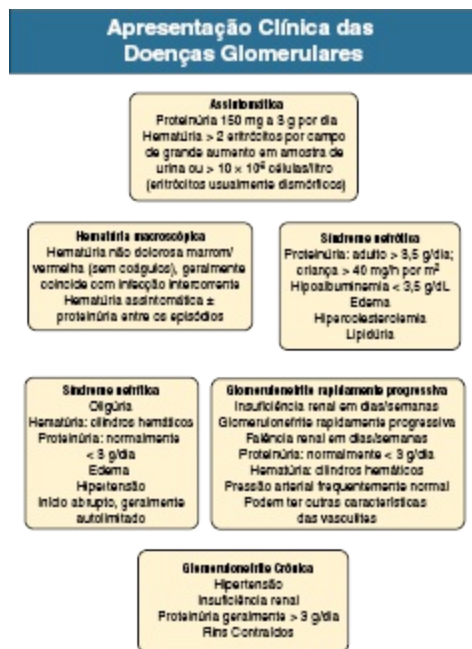 Apresentação Clínica das
Doenças Glomerulares
Assintomática
Proteinúria 150 mg a 3 g por dia
Hematúria > 2 eritrócitos por campo
de grande aumento em amostra de
urina ou > 10 × 10⁶ células/litro
(eritrócitos usualmente dismórficos)
Hematúria macroscópica
Hematúria não dolorosa marrom/
vermelha (sem coágulos), geralmente
coincide com infecção intercorrente
Hematúria assintomática ±
proteinúria entre os episódios
Síndrome nefrótica
Proteinúria: adulto > 3,5 g/dia;
criança > 40 mg/h por m²
Hipoalbuminemia < 3,5 g/dL
Edema
Hipercolesterolemia
Lipidúria
Síndrome nefrítica
Oligúria
Hematúria: cilindros hemáticos
Proteinúria: normalmente
< 3 g/dia
Edema
Hipertensão
Início abrupto, geralmente
autolimitado
Glomerulonefrite rapidamente progressiva
Insuficiência renal em dias/semanas
Glomerulonefrite rapidamente progressiva
Falência renal em dias/semanas
Proteinúria: normalmente < 3 g/dia
Hematúria: cilindros hemáticos
Pressão arterial frequentemente normal
Podem ter outras características
das vasculites
Glomerulonefrite Crônica
Hipertensão
Insuficiência renal
Proteinúria geralmente > 3 g/dia
Rins Contraídos